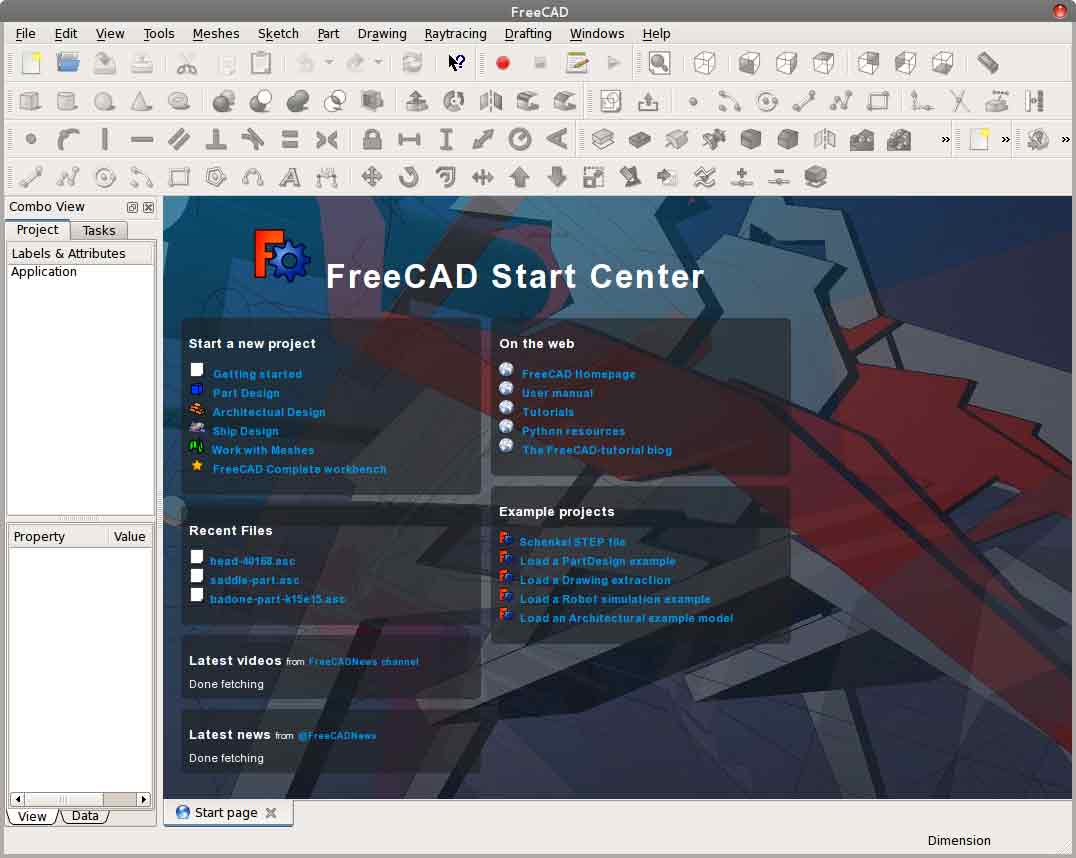 FreeCAD
File Edit View Tools Meshes Sketch Part Drawing Raytracing Drafting Windows Help
Combo View
Project Tasks
Labels & Attributes
Application
Property Value
View Data
FreeCAD Start Center
Start a new project
Getting started
Part Design
Architectual Design
Ship Design
Work with Meshes
FreeCAD Complete workbench
Recent Files
head-40168.asc
saddle-part.asc
badone-part-k15e15.asc
Latest videos from FreeCADNews channel
Done fetching
Latest news from @FreeCADNews
Done fetching
On the web
FreeCAD Homepage
User manual
Tutorials
Python resources
The FreeCAD-tutorial blog
Example projects
Schenkel STEP file
Load a PartDesign example
Load a Drawing extraction
Load a Robot simulation example
Load an Architectural example model
Start page
Dimension